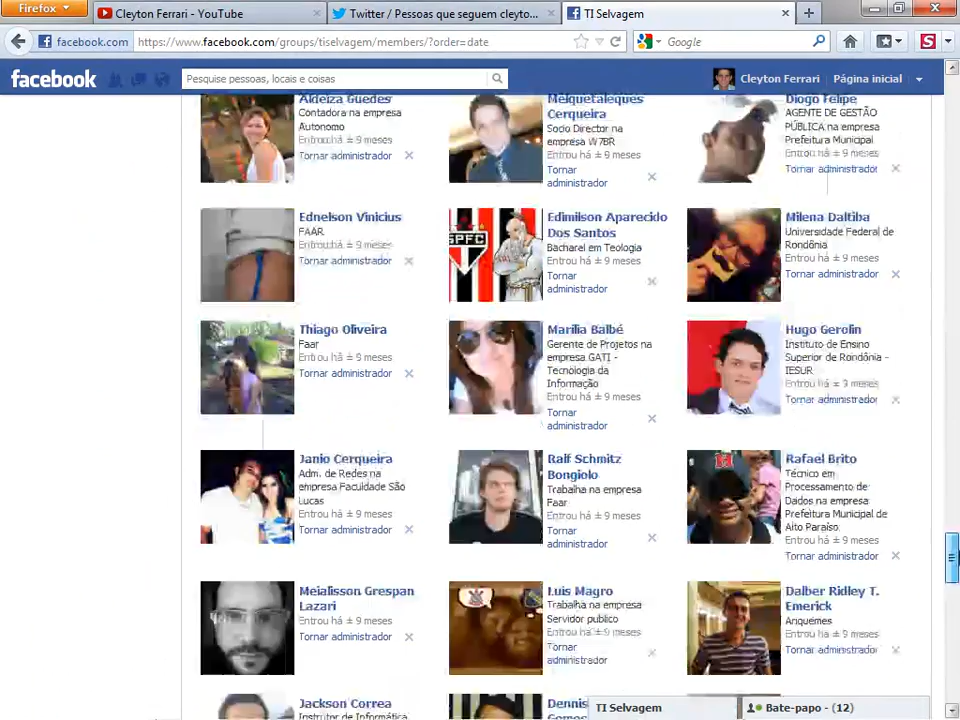 Firefox
Cleyton Ferrari - YouTube
Twitter / Pessoas que seguem cleyto...
TI Selvagem
facebook.com
https://www.facebook.com/groups/tiselvagem/members/?order=date
Google
facebook
Pesquise pessoas, locais e coisas
Cleyton Ferrari
Página inicial
Aldeiza Guedes
Contadora na empresa
Autonomo
Entrou há ± 9 meses
Tornar administrador
Melquetaleques
Cerqueira
Socio Director na
empresa W7BR
Entrou há ± 9 meses
Tornar
administrador
Diogo Felipe
AGENTE DE GESTÃO
PÚBLICA na empresa
Prefeitura Municipal
Entrou há ± 9 meses
Tornar administrador
Ednelson Vinicius
FAAR
Entrou há ± 9 meses
Tornar administrador
SPFC
Edimilson Aparecido
Dos Santos
Bacharel em Teologia
Entrou há ± 9 meses
Tornar
administrador
Milena Daltiba
Universidade Federal de
Rondônia
Entrou há ± 9 meses
Tornar administrador
Thiago Oliveira
Faar
Entrou há ± 9 meses
Tornar administrador
Marília Balbé
Gerente de Projetos na
empresa GATI -
Tecnologia da
Informação
Entrou há ± 9 meses
Tornar
administrador
Hugo Gerolin
Instituto de Ensino
Superior de Rondônia -
IESUR
Entrou há ± 9 meses
Tornar administrador
Janio Cerqueira
Adm. de Redes na
empresa Faculdade São
Lucas
Entrou há ± 9 meses
Tornar administrador
Ralf Schmitz
Bongiolo
Trabalha na empresa
Faar
Entrou há ± 9 meses
Tornar
administrador
Rafael Brito
Técnico em
Processamento de
Dados na empresa
Prefeitura Municipal de
Alto Paraíso
Entrou há ± 9 meses
Tornar administrador
Meialisson Grespan
Lazari
Entrou há ± 9 meses
Tornar administrador
Luis Magro
Trabalha na empresa
Servidor publico
Entrou há ± 9 meses
Tornar
administrador
Dalber Ridley T.
Emerick
Ariquemes
Entrou há ± 9 meses
Tornar administrador
Jackson Correa
Instrutor de Informática
TI Selvagem
Bate-papo - (12)